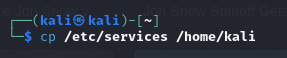 ┌──(kali㉿kali)-[~]
└─$ cp /etc/services /home/kali